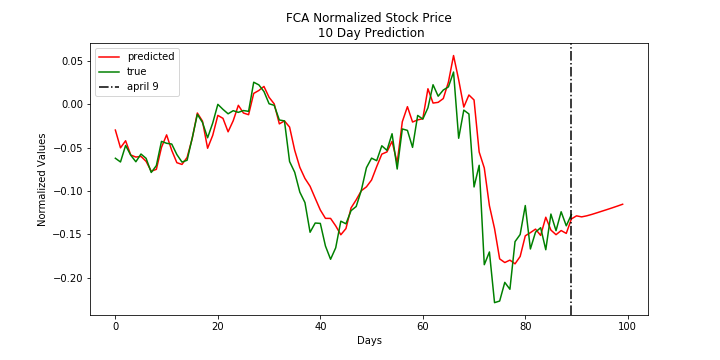 FCA Normalized Stock Price
10 Day Prediction
predicted
true
april 9
Normalized Values
0.05
0.00
−0.05
−0.10
−0.15
−0.20
0
20
40
60
80
100
Days